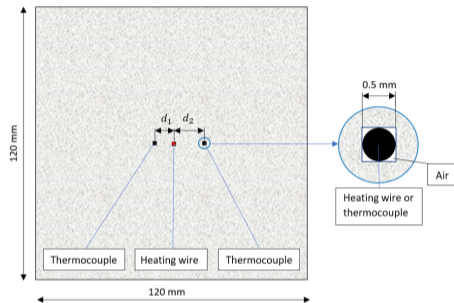 0.5 mm
d₁ d₂
120 mm
Air
Heating wire or
thermocouple
Thermocouple Heating wire Thermocouple
120 mm